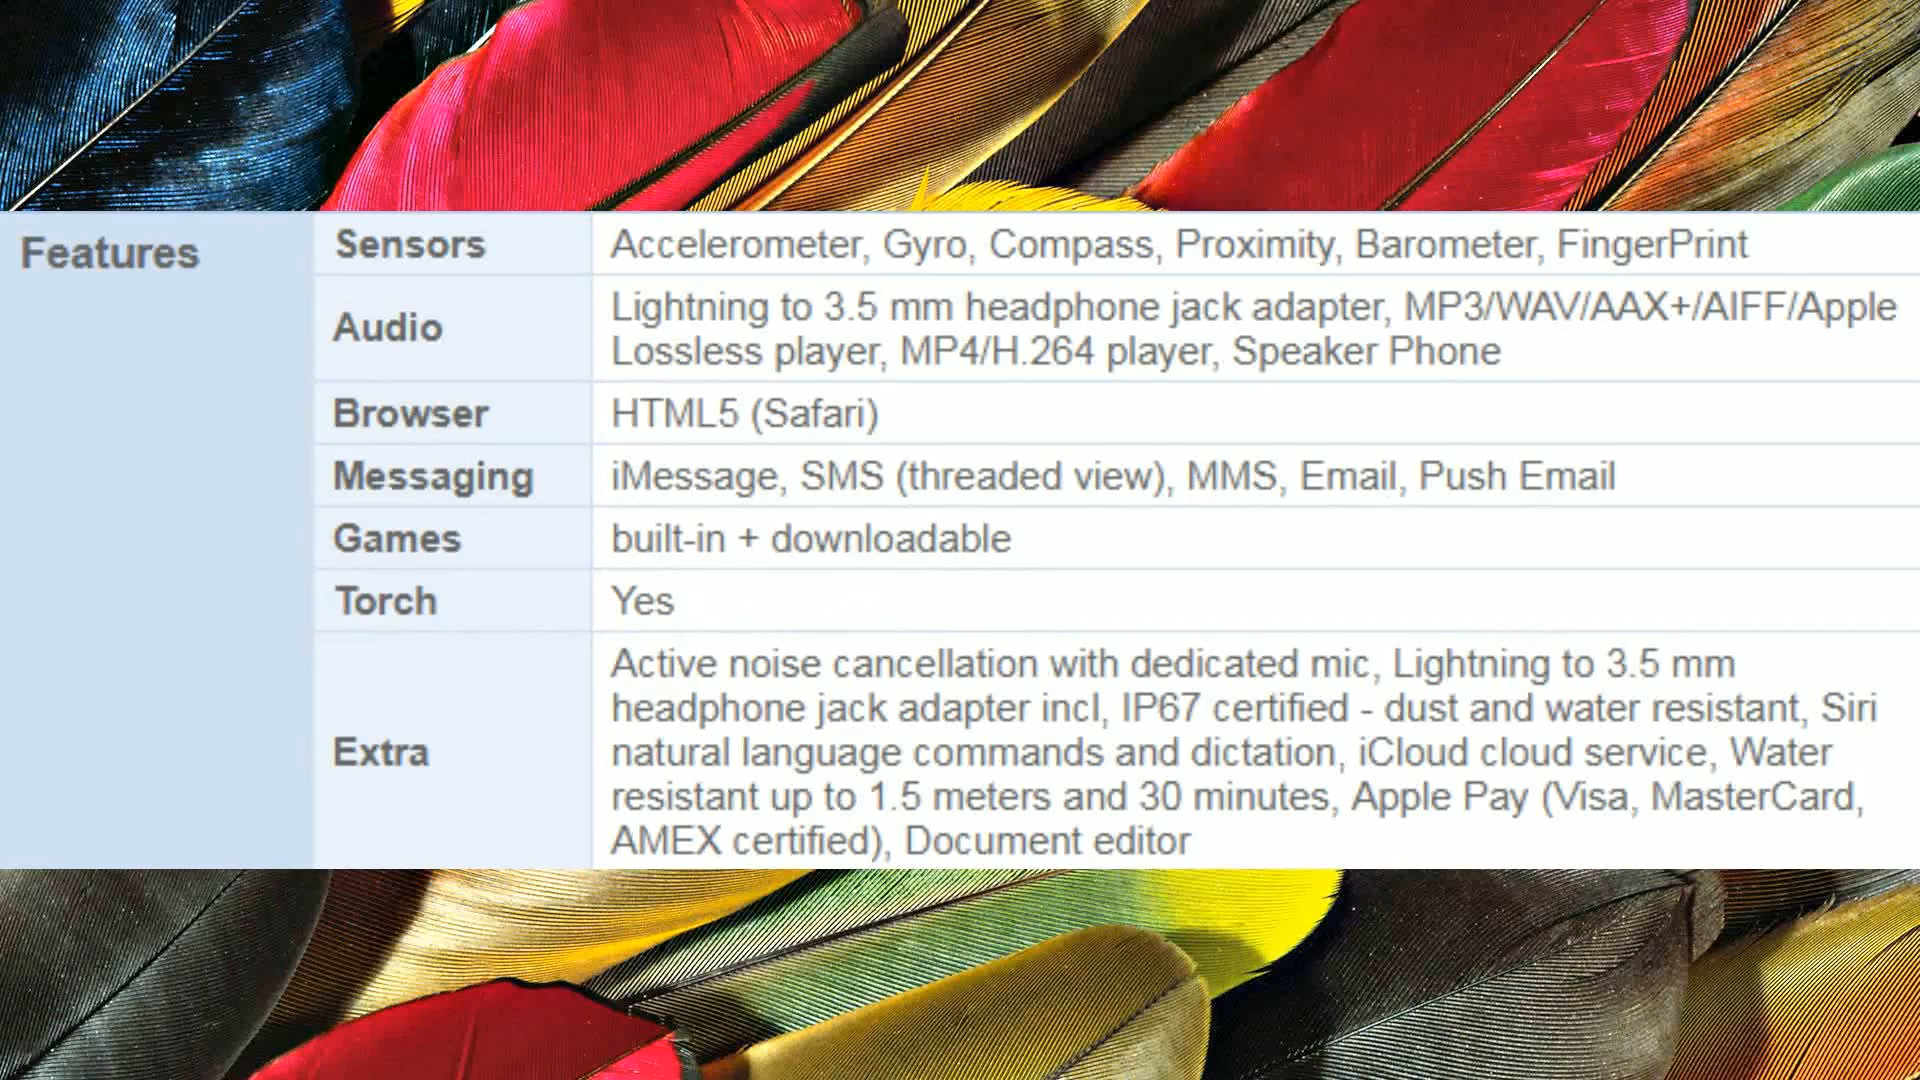 Features
Sensors
Accelerometer, Gyro, Compass, Proximity, Barometer, FingerPrint
Audio
Lightning to 3.5 mm headphone jack adapter, MP3/WAV/AAX+/AIFF/Apple
Lossless player, MP4/H.264 player, Speaker Phone
Browser
HTML5 (Safari)
Messaging
iMessage, SMS (threaded view), MMS, Email, Push Email
Games
built-in + downloadable
Torch
Yes
Extra
Active noise cancellation with dedicated mic, Lightning to 3.5 mm
headphone jack adapter incl, IP67 certified - dust and water resistant, Siri
natural language commands and dictation, iCloud cloud service, Water
resistant up to 1.5 meters and 30 minutes, Apple Pay (Visa, MasterCard,
AMEX certified), Document editor